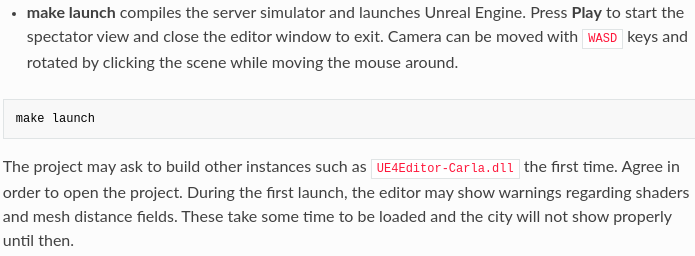 • make launch compiles the server simulator and launches Unreal Engine. Press Play to start the
spectator view and close the editor window to exit. Camera can be moved with WASD keys and
rotated by clicking the scene while moving the mouse around.
make launch
The project may ask to build other instances such as UE4Editor-Carla.dll the first time. Agree in
order to open the project. During the first launch, the editor may show warnings regarding shaders
and mesh distance fields. These take some time to be loaded and the city will not show properly
until then.